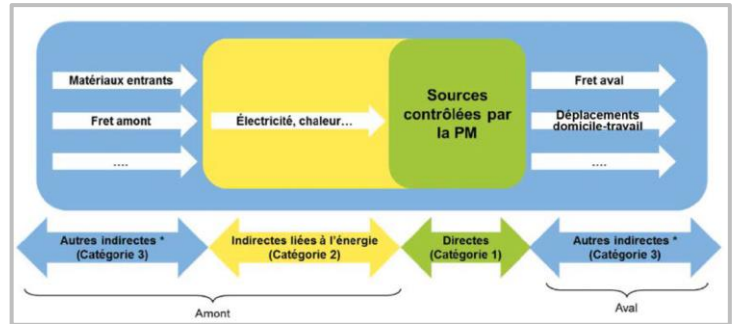 Matériaux entrants
Fret amont
....
Électricité, chaleur…
Sources
contrôlées par
la PM
Fret aval
Déplacements
domicile-travail
....
Autres indirectes *
(Catégorie 3)
Indirectes liées à l'énergie
(Catégorie 2)
Directes
(Catégorie 1)
Autres indirectes *
(Catégorie 3)
Amont
Aval